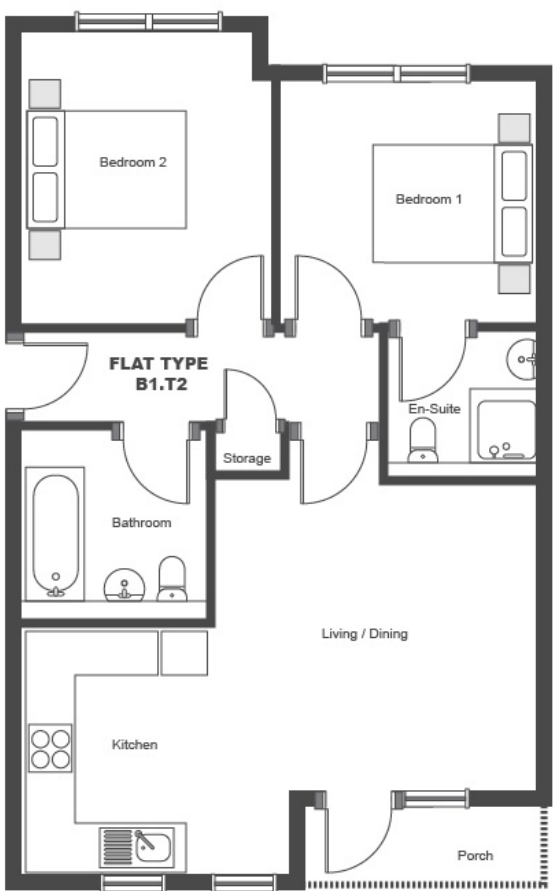 Bedroom 2
Bedroom 1
FLAT TYPE
B1.T2
En-Suite
Storage
Bathroom
Living / Dining
Kitchen
Porch